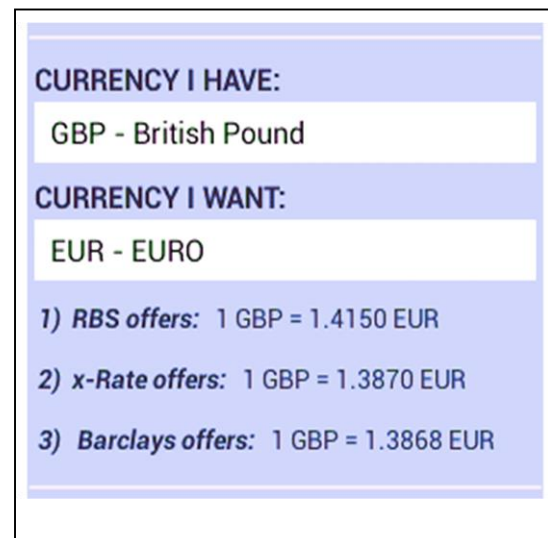 CURRENCY I HAVE:
GBP - British Pound
CURRENCY I WANT:
EUR - EURO
1) RBS offers: 1 GBP = 1.4150 EUR
2) x-Rate offers: 1 GBP = 1.3870 EUR
3) Barclays offers: 1 GBP = 1.3868 EUR